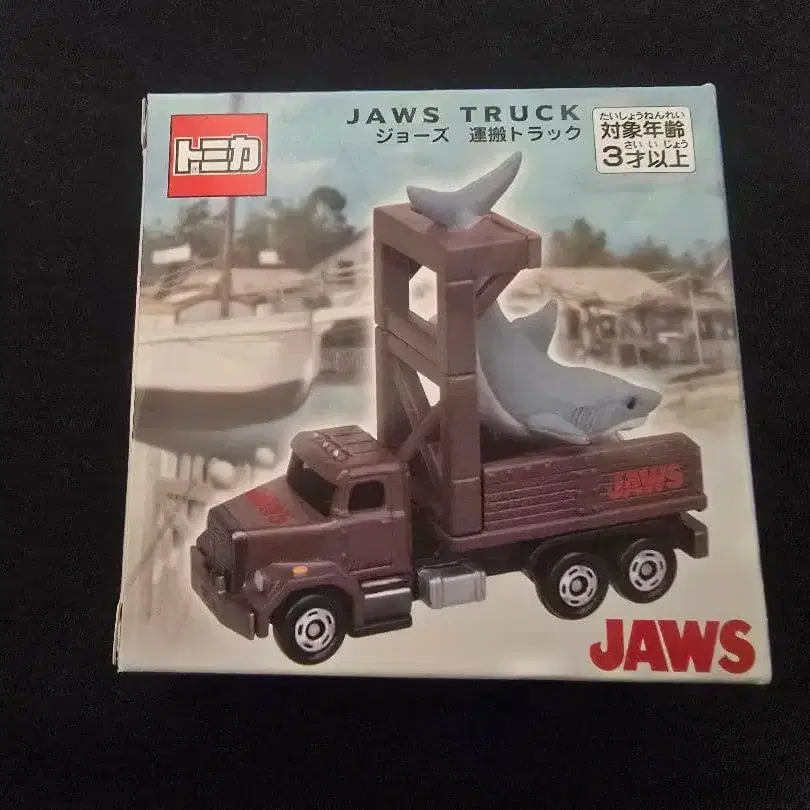 トミカ
JAWS TRUCK
ジョーズ 運搬トラック
たいしょうねんれい
対象年齢
さい いじょう
3才以上
JAWS
JAWS
JAWS